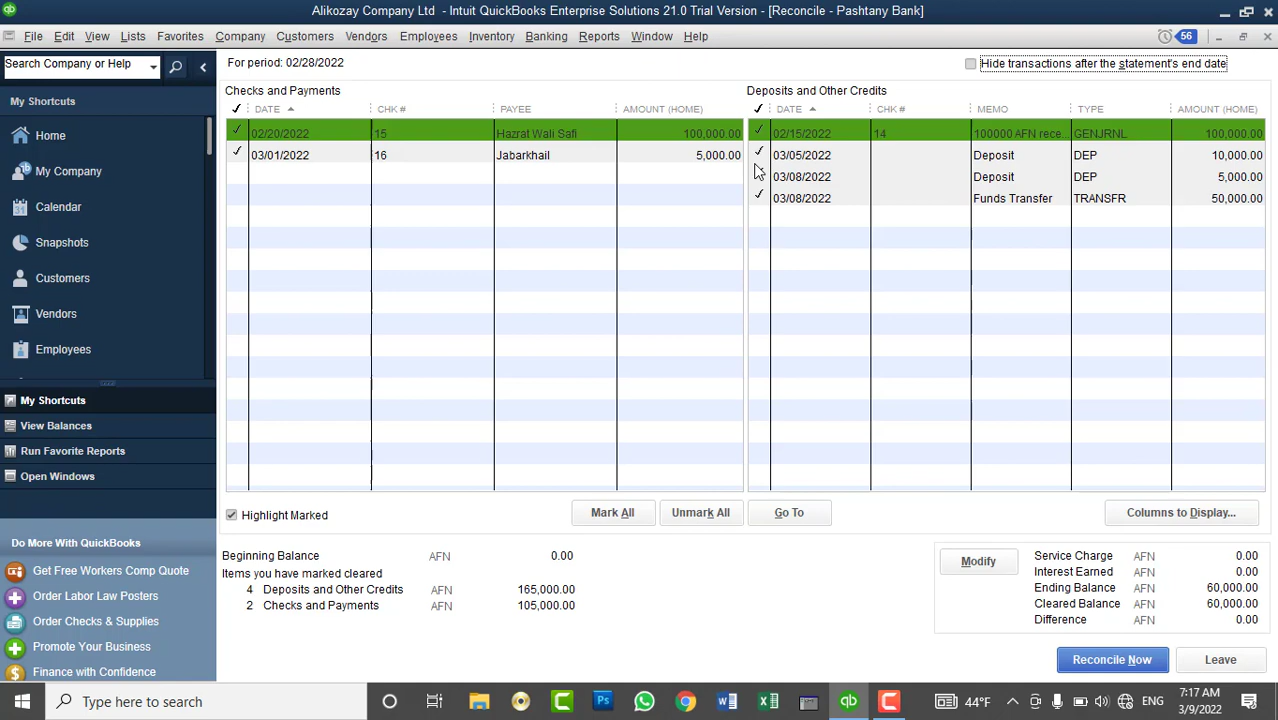 Alikozay Company Ltd - Intuit QuickBooks Enterprise Solutions 21.0 Trial Version - [Reconcile - Pashtany Bank]
File Edit View Lists Favorites Company Customers Vendors Employees Inventory Banking Reports Window Help 56
Search Company or Help
My Shortcuts
Home
My Company
Calendar
Snapshots
Customers
Vendors
Employees
My Shortcuts
View Balances
Run Favorite Reports
Open Windows
Do More With QuickBooks
Get Free Workers Comp Quote
Order Labor Law Posters
Order Checks & Supplies
Promote Your Business
Finance with Confidence
For period: 02/28/2022
Hide transactions after the statement's end date
Checks and Payments
DATE CHK # PAYEE AMOUNT (HOME)
02/20/2022 15 Hazrat Wali Safi 100,000.00
03/01/2022 16 Jabarkhail 5,000.00
Deposits and Other Credits
DATE CHK # MEMO TYPE AMOUNT (HOME)
02/15/2022 14 100000 AFN rece... GENJRNL 100,000.00
03/05/2022 Deposit DEP 10,000.00
03/08/2022 Deposit DEP 5,000.00
03/08/2022 Funds Transfer TRANSFR 50,000.00
Highlight Marked
Mark All Unmark All Go To Columns to Display...
Beginning Balance AFN 0.00
Items you have marked cleared
4 Deposits and Other Credits AFN 165,000.00
2 Checks and Payments AFN 105,000.00
Modify
Service Charge AFN 0.00
Interest Earned AFN 0.00
Ending Balance AFN 60,000.00
Cleared Balance AFN 60,000.00
Difference AFN 0.00
Reconcile Now Leave
Type here to search
44°F
ENG
7:17 AM
3/9/2022